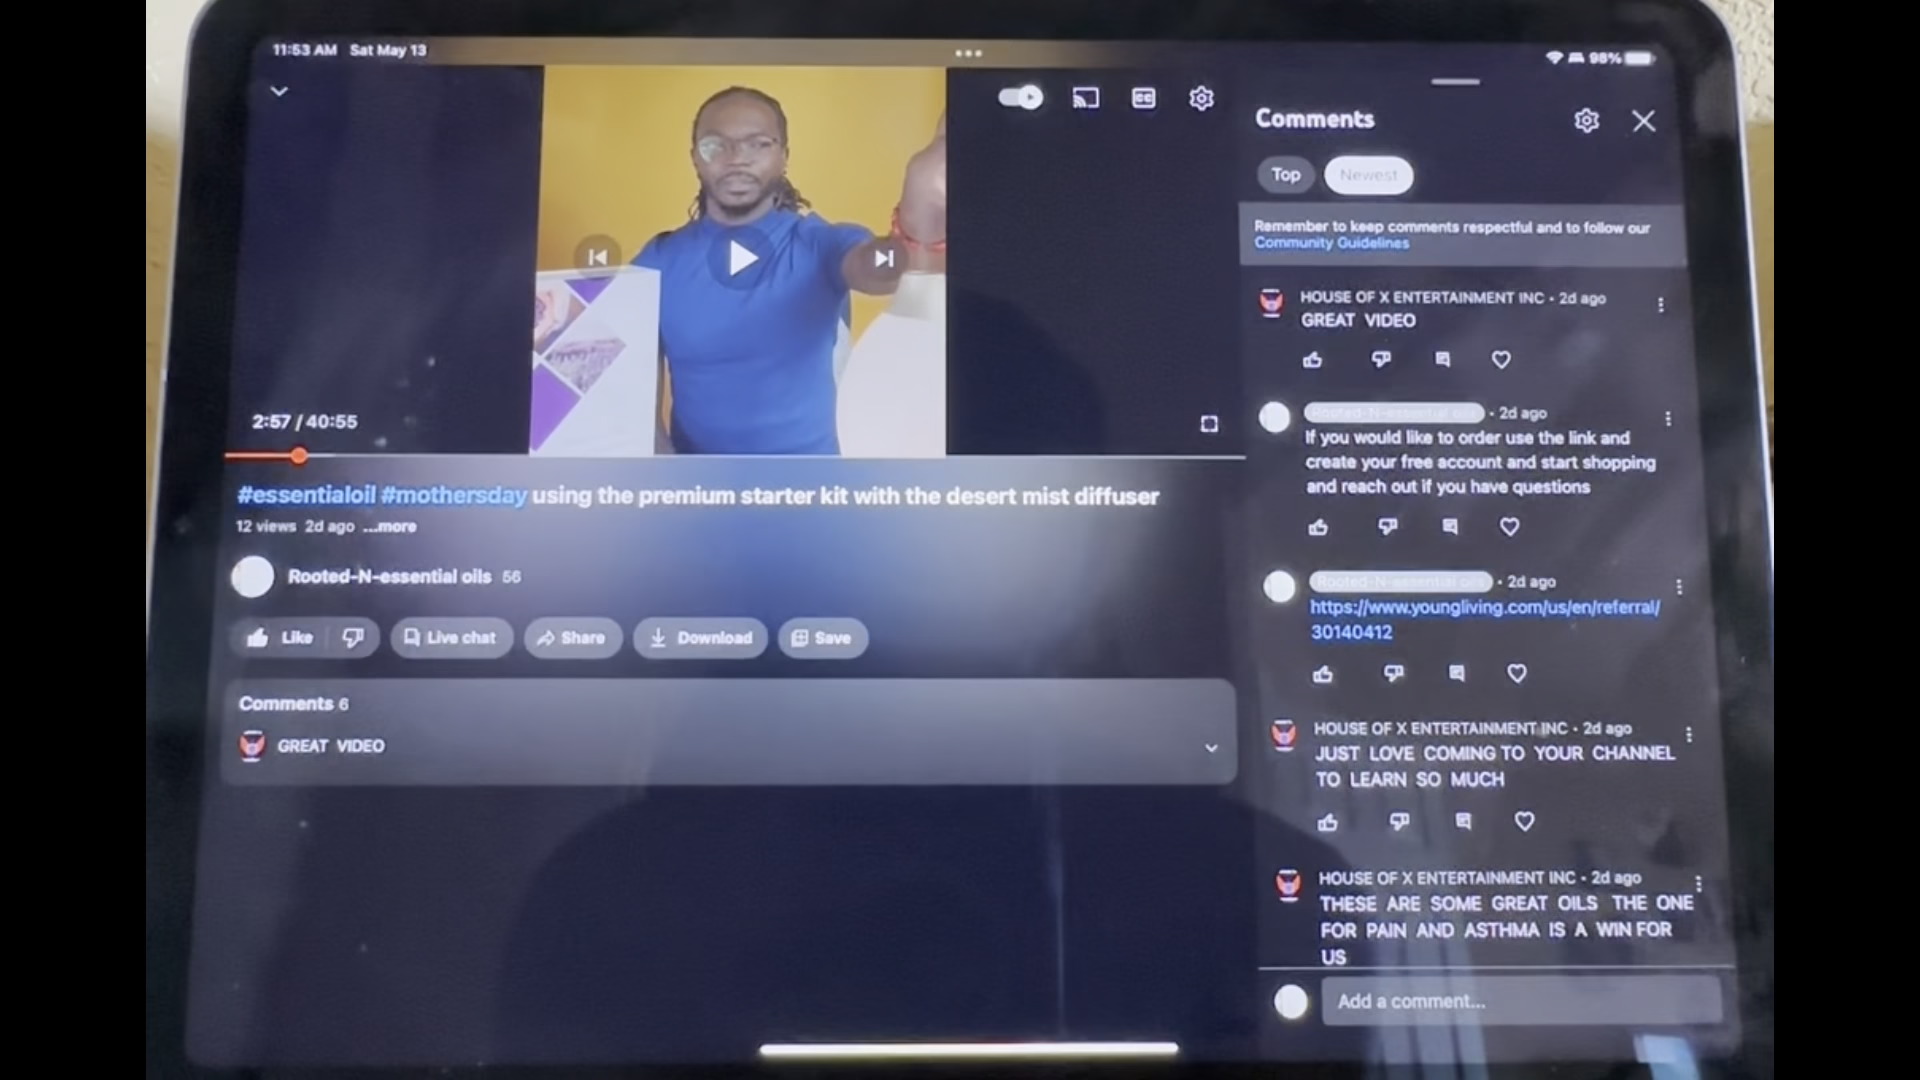 11:53 AM Sat May 13
98%
2:57 / 40:55
#essentialoil #mothersday using the premium starter kit with the desert mist diffuser
12 views 2d ago ...more
Rooted-N-essential oils 56
Like
Live chat
Share
Download
Save
Comments 6
GREAT VIDEO
Comments
Top
Newest
Remember to keep comments respectful and to follow our
Community Guidelines
HOUSE OF X ENTERTAINMENT INC • 2d ago
GREAT VIDEO
Rooted-N-essential oils • 2d ago
If you would like to order use the link and
create your free account and start shopping
and reach out if you have questions
Rooted-N-essential oils • 2d ago
https://www.youngliving.com/us/en/referral/
30140412
HOUSE OF X ENTERTAINMENT INC • 2d ago
JUST LOVE COMING TO YOUR CHANNEL
TO LEARN SO MUCH
HOUSE OF X ENTERTAINMENT INC • 2d ago
THESE ARE SOME GREAT OILS THE ONE
FOR PAIN AND ASTHMA IS A WIN FOR
US
Add a comment...